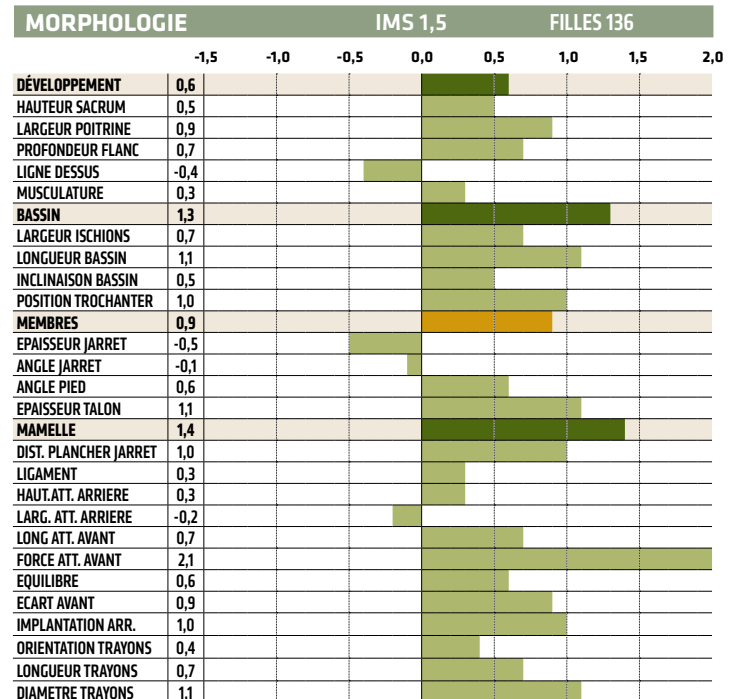 MORPHOLOGIE IMS 1,5 FILLES 136
-1,5 -1,0 -0,5 0,0 0,5 1,0 1,5 2,0
DÉVELOPPEMENT 0,6
HAUTEUR SACRUM 0,5
LARGEUR POITRINE 0,9
PROFONDEUR FLANC 0,7
LIGNE DESSUS -0,4
MUSCULATURE 0,3
BASSIN 1,3
LARGEUR ISCHIONS 0,7
LONGUEUR BASSIN 1,1
INCLINAISON BASSIN 0,5
POSITION TROCHANTER 1,0
MEMBRES 0,9
EPAISSEUR JARRET -0,5
ANGLE JARRET -0,1
ANGLE PIED 0,6
EPAISSEUR TALON 1,1
MAMELLE 1,4
DIST. PLANCHER JARRET 1,0
LIGAMENT 0,3
HAUT.ATT. ARRIERE 0,3
LARG. ATT. ARRIERE -0,2
LONG ATT. AVANT 0,7
FORCE ATT. AVANT 2,1
EQUILIBRE 0,6
ECART AVANT 0,9
IMPLANTATION ARR. 1,0
ORIENTATION TRAYONS 0,4
LONGUEUR TRAYONS 0,7
DIAMETRE TRAYONS 1,1